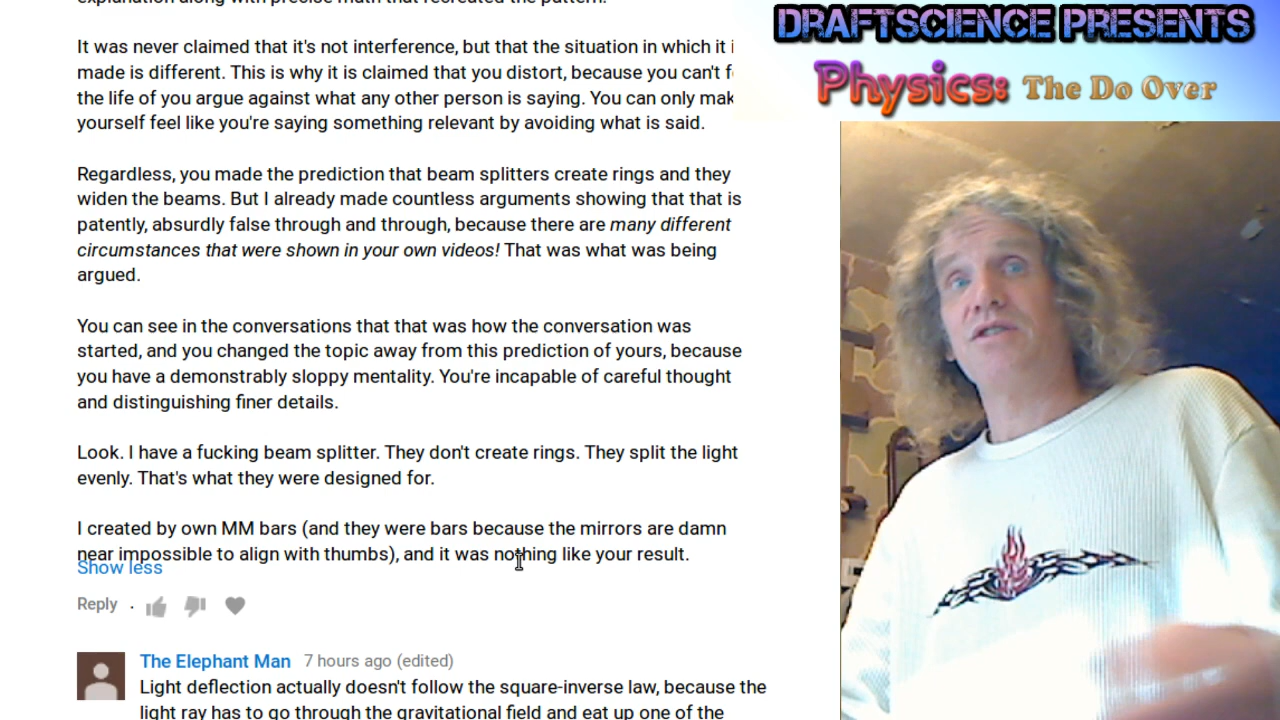 It was never claimed that it's not interference, but that the situation in which it i
made is different. This is why it is claimed that you distort, because you can't f
the life of you argue against what any other person is saying. You can only mak
yourself feel like you're saying something relevant by avoiding what is said.
Regardless, you made the prediction that beam splitters create rings and they
widen the beams. But I already made countless arguments showing that that is
patently, absurdly false through and through, because there are many different
circumstances that were shown in your own videos! That was what was being
argued.
You can see in the conversations that that was how the conversation was
started, and you changed the topic away from this prediction of yours, because
you have a demonstrably sloppy mentality. You're incapable of careful thought
and distinguishing finer details.
Look. I have a fucking beam splitter. They don't create rings. They split the light
evenly. That's what they were designed for.
I created by own MM bars (and they were bars because the mirrors are damn
near impossible to align with thumbs), and it was nothing like your result.
Show less
Reply
The Elephant Man 7 hours ago (edited)
Light deflection actually doesn't follow the square-inverse law, because the
light ray has to go through the gravitational field and eat up one of the
DRAFTSCIENCE PRESENTS
Physics: The Do Over